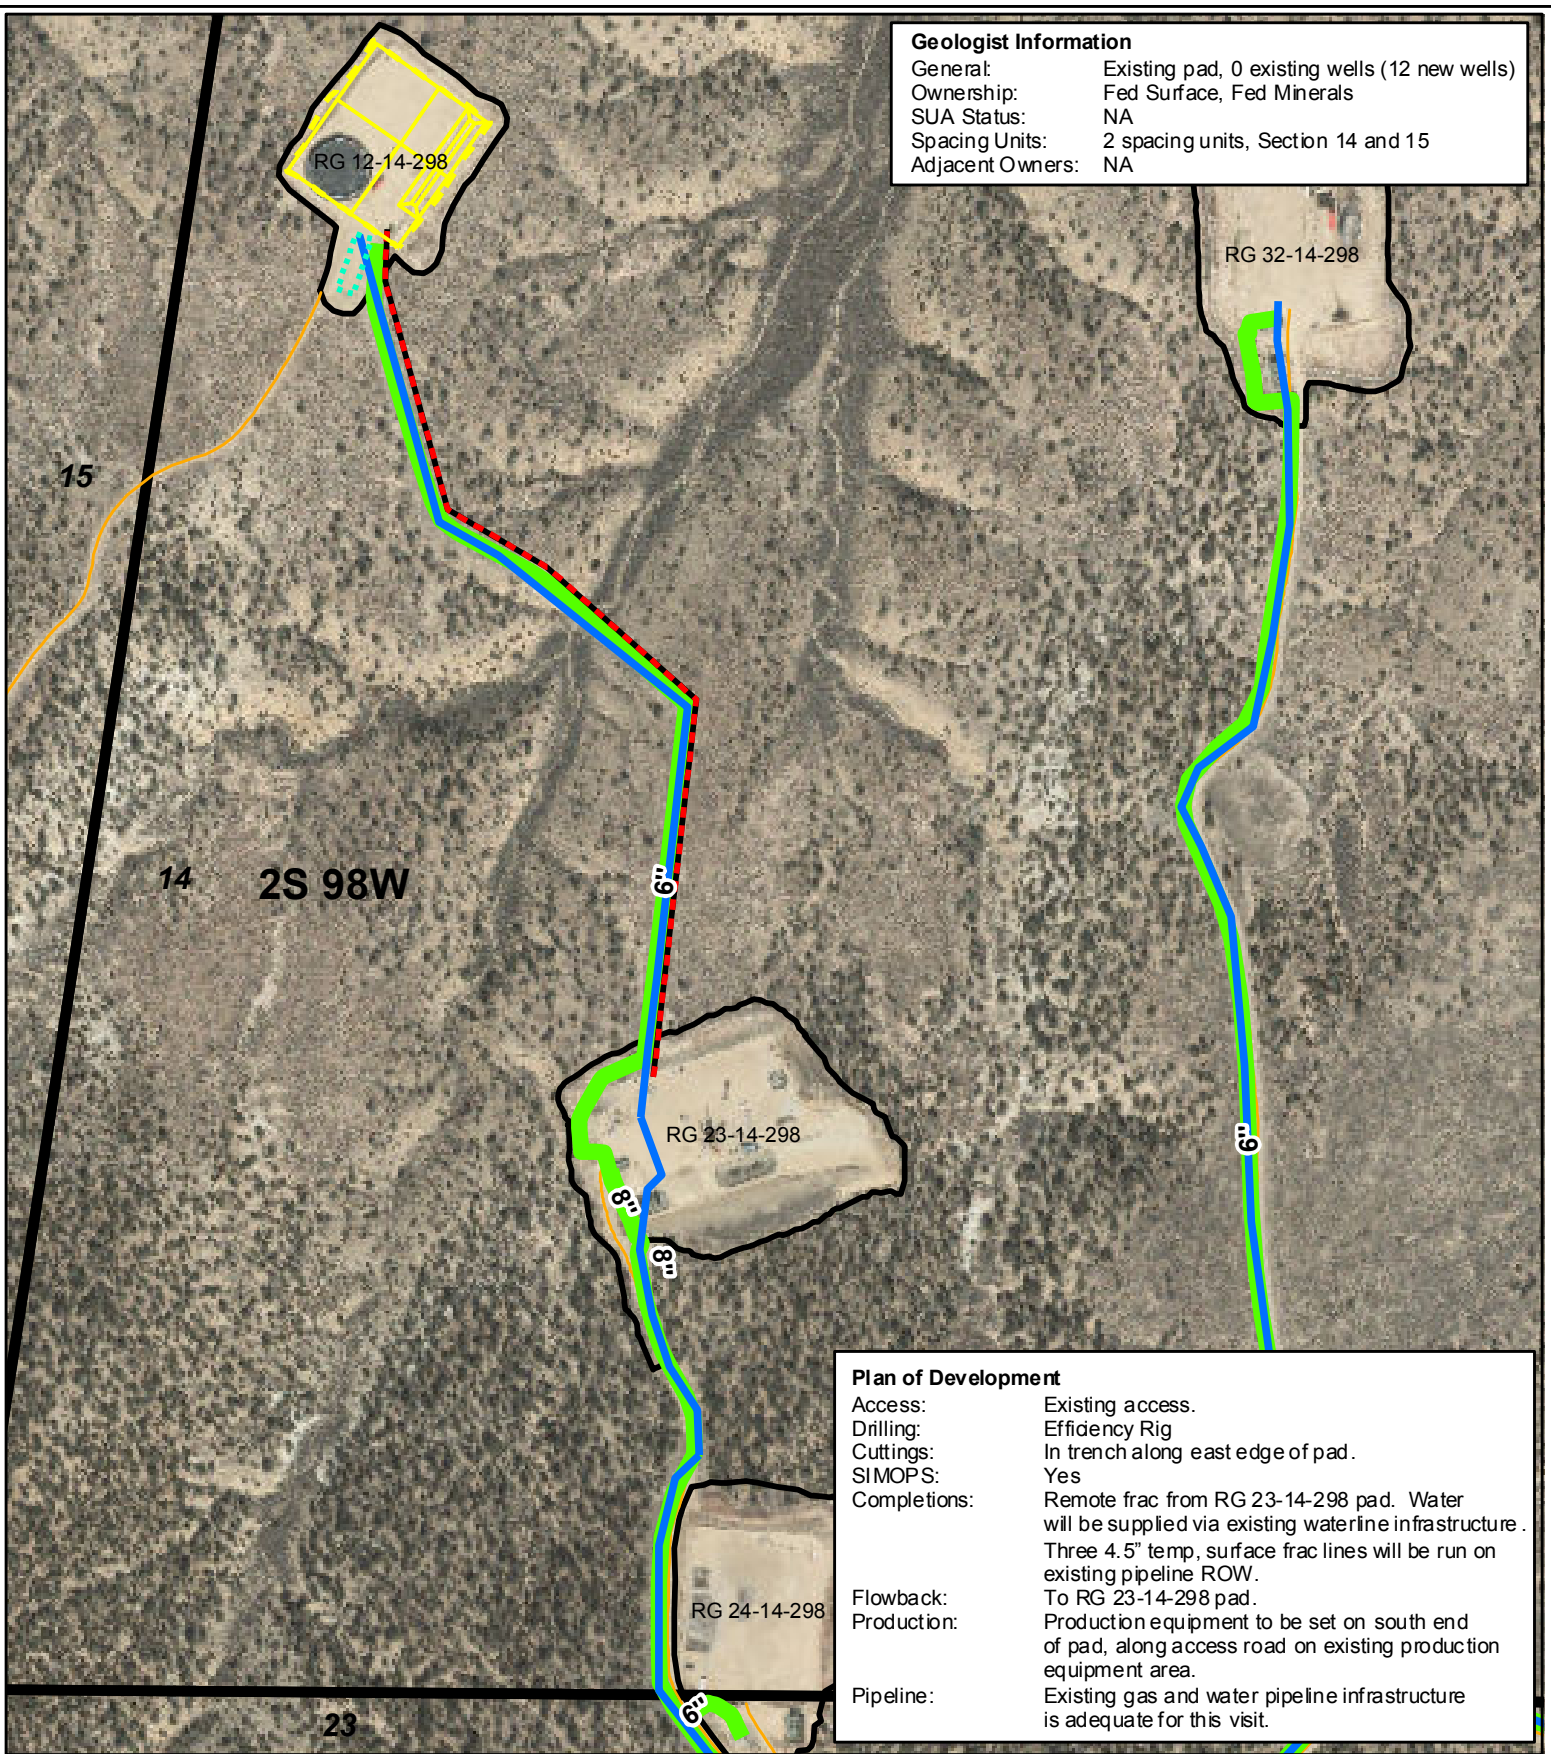 Geologist Information
General: Existing pad, 0 existing wells (12 new wells)
Ownership: Fed Surface, Fed Minerals
SUA Status: NA
Spacing Units: 2 spacing units, Section 14 and 15
Adjacent Owners: NA
RG 12-14-298
RG 32-14-298
15
14
2S 98W
6"
RG 23-14-298
6"
8"
8"
Plan of Development
Access: Existing access.
Drilling: Efficiency Rig
Cuttings: In trench along east edge of pad.
SIMOPS: Yes
Completions: Remote frac from RG 23-14-298 pad. Water
will be supplied via existing waterline infrastructure.
Three 4.5” temp, surface frac lines will be run on
existing pipeline ROW.
Flowback: To RG 23-14-298 pad.
Production: Production equipment to be set on south end
of pad, along access road on existing production
equipment area.
Pipeline: Existing gas and water pipeline infrastructure
is adequate for this visit.
RG 24-14-298
6"
23